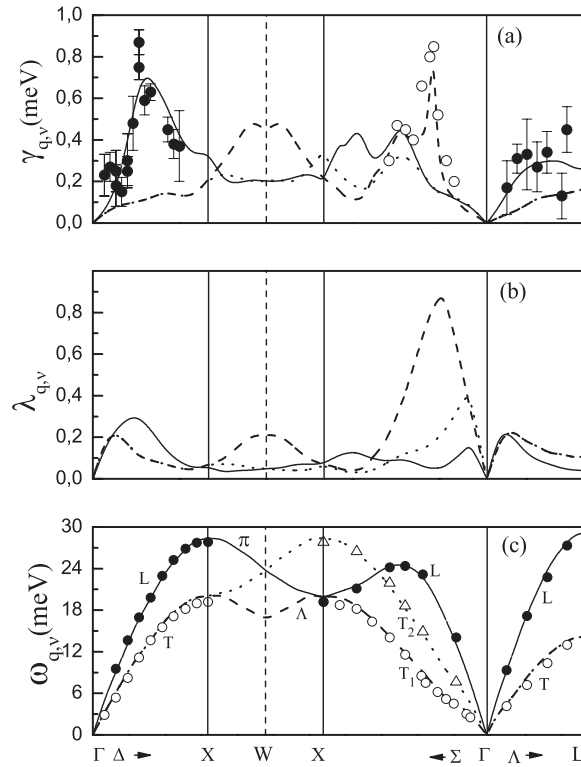 1,0
(a)
0,8
0,6
0,4
0,2
0,0
γq,ν(meV)
(b)
0,8
0,6
0,4
0,2
0,0
λq,ν
30
(c)
24
18
12
6
0
ωq,ν(meV)
π
L
T
Λ
L
T2
T1
L
T
Γ Δ → X W X ← Σ Γ Λ → L